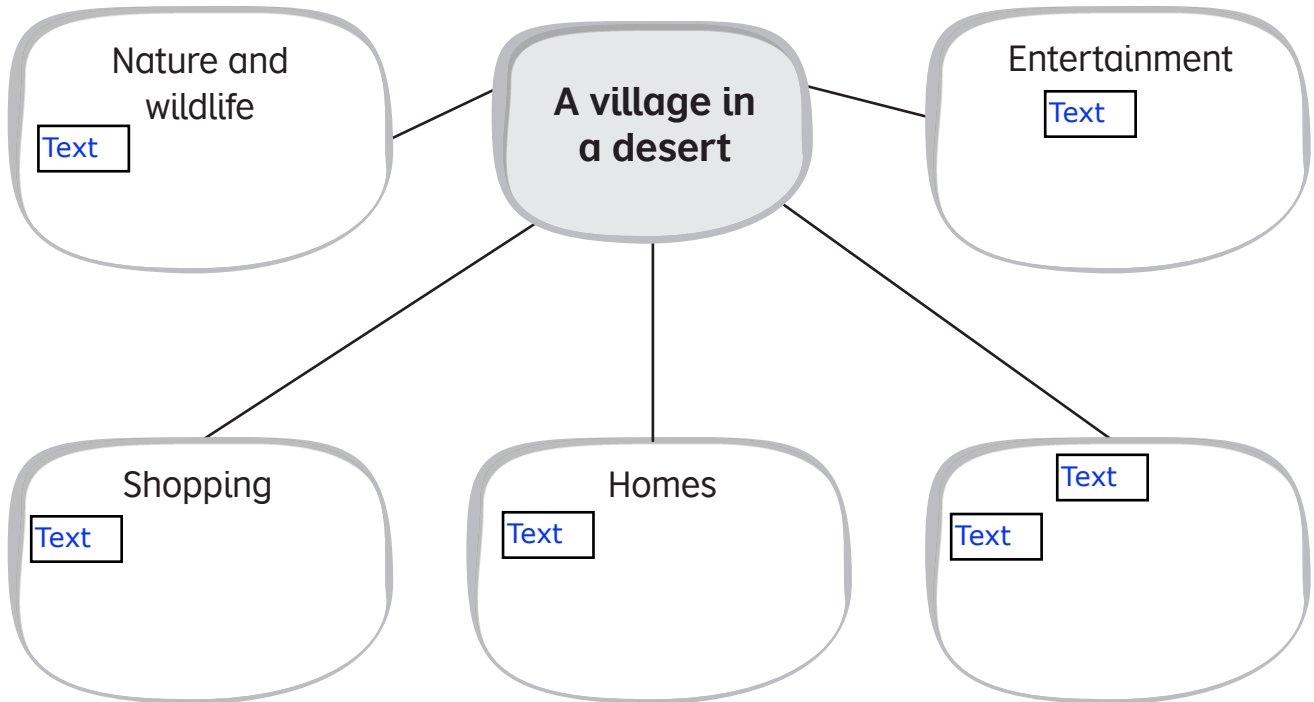 Nature and
wildlife
Text
A village in
a desert
Entertainment
Text
Shopping
Text
Homes
Text
Text
Text